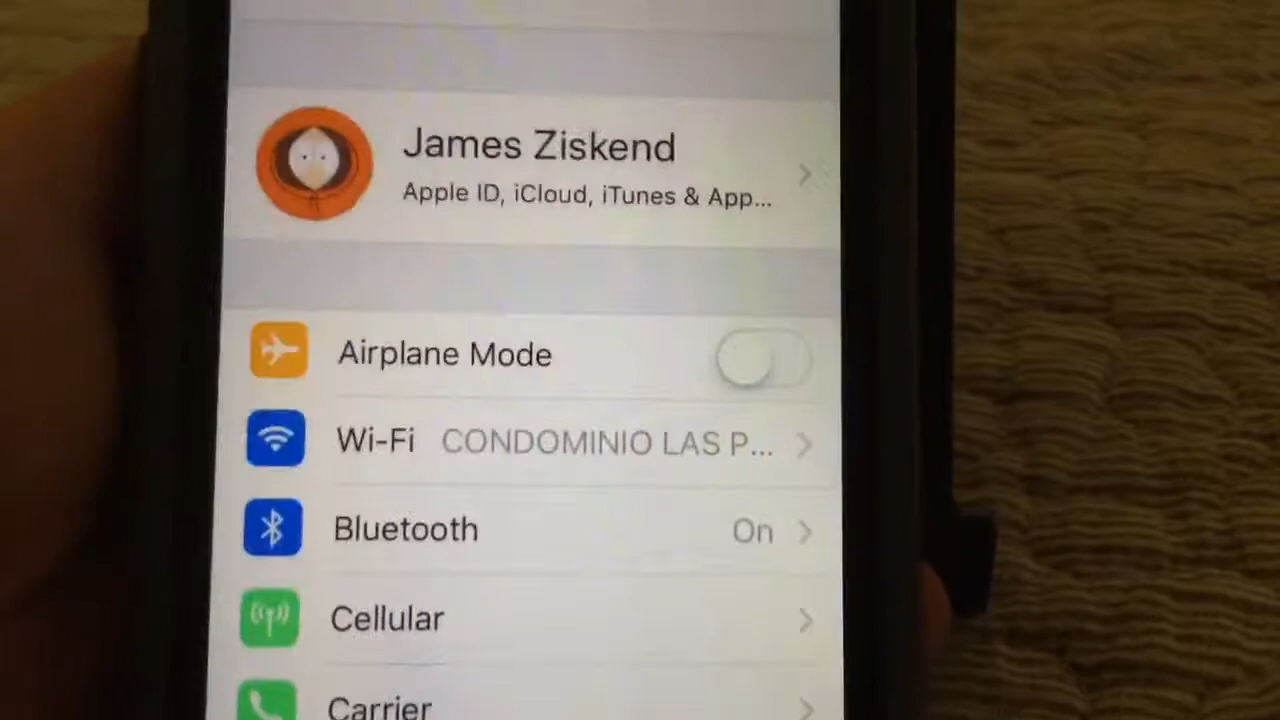 James Ziskend
Apple ID, iCloud, iTunes & App...
Airplane Mode
Wi-Fi CONDOMINIO LAS P...
Bluetooth On
Cellular
Carrier